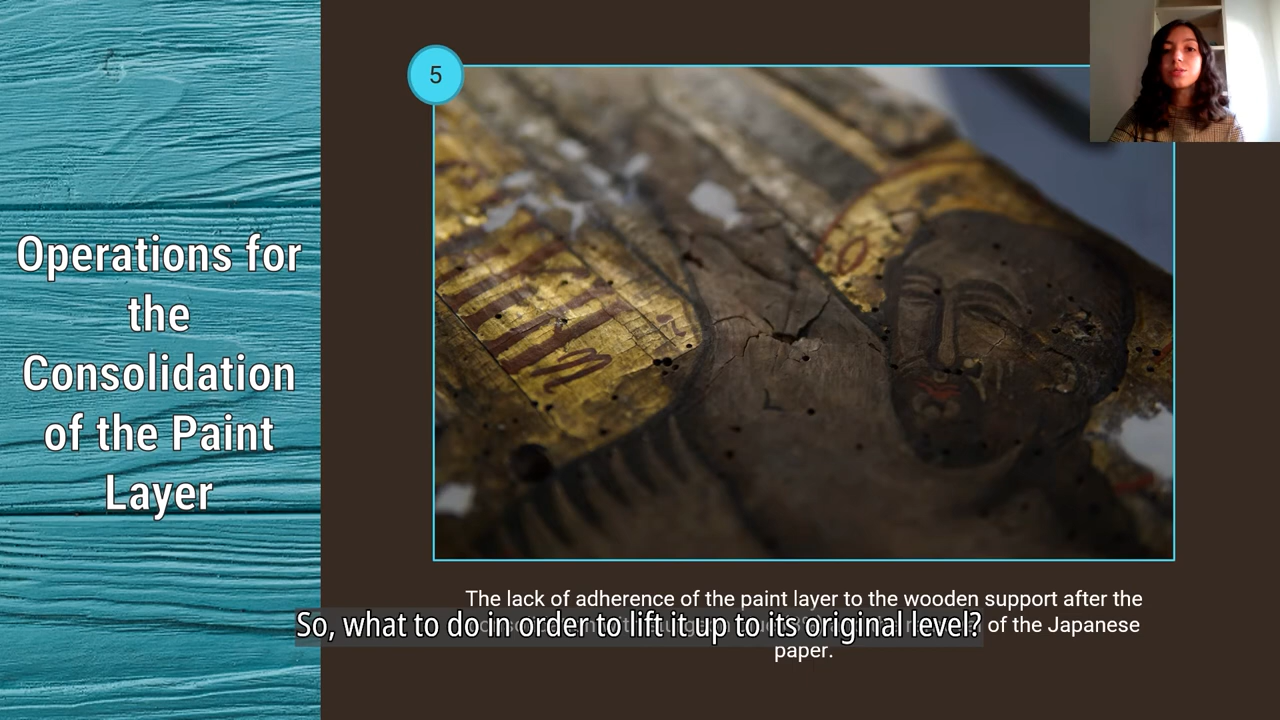 Operations for
the
Consolidation
of the Paint
Layer
5
The lack of adherence of the paint layer to the wooden support after the
of the Japanese
paper.
So, what to do in order to lift it up to its original level?